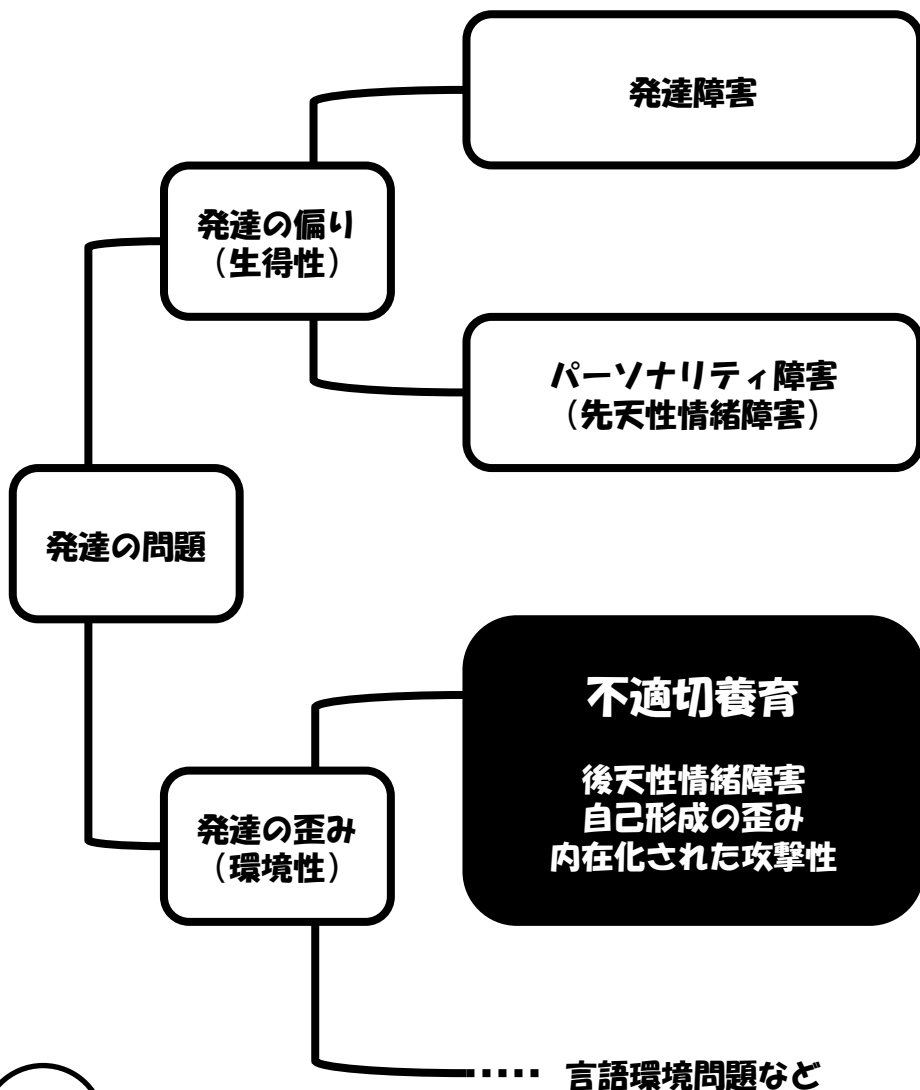 発達障害
発達の偏り
（生得性）
パーソナリティ障害
（先天性情緒障害）
発達の問題
不適切養育
後天性情緒障害
自己形成の歪み
内在化された攻撃性
発達の歪み
（環境性）
言語環境問題など